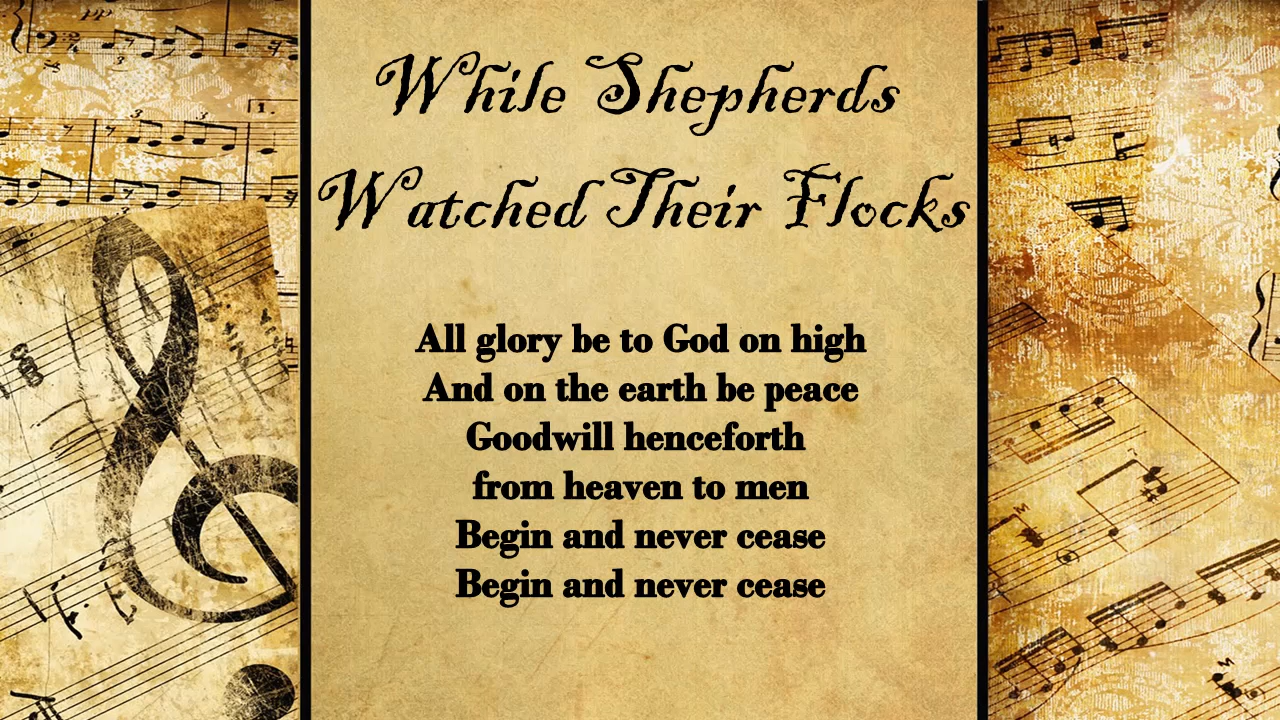 While Shepherds
Watched Their Flocks
All glory be to God on high
And on the earth be peace
Goodwill henceforth
from heaven to men
Begin and never cease
Begin and never cease